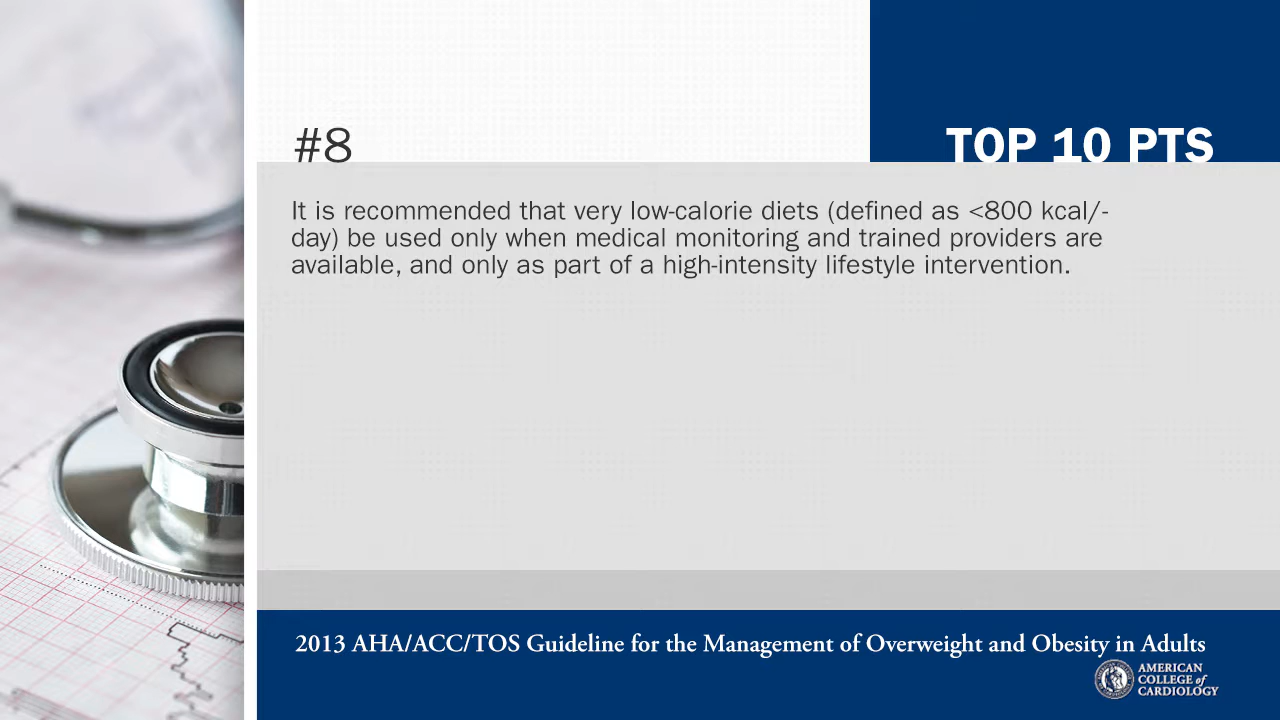 #8
TOP 10 PTS
It is recommended that very low-calorie diets (defined as <800 kcal/-
day) be used only when medical monitoring and trained providers are
available, and only as part of a high-intensity lifestyle intervention.
2013 AHA/ACC/TOS Guideline for the Management of Overweight and Obesity in Adults
AMERICAN
COLLEGE of
CARDIOLOGY